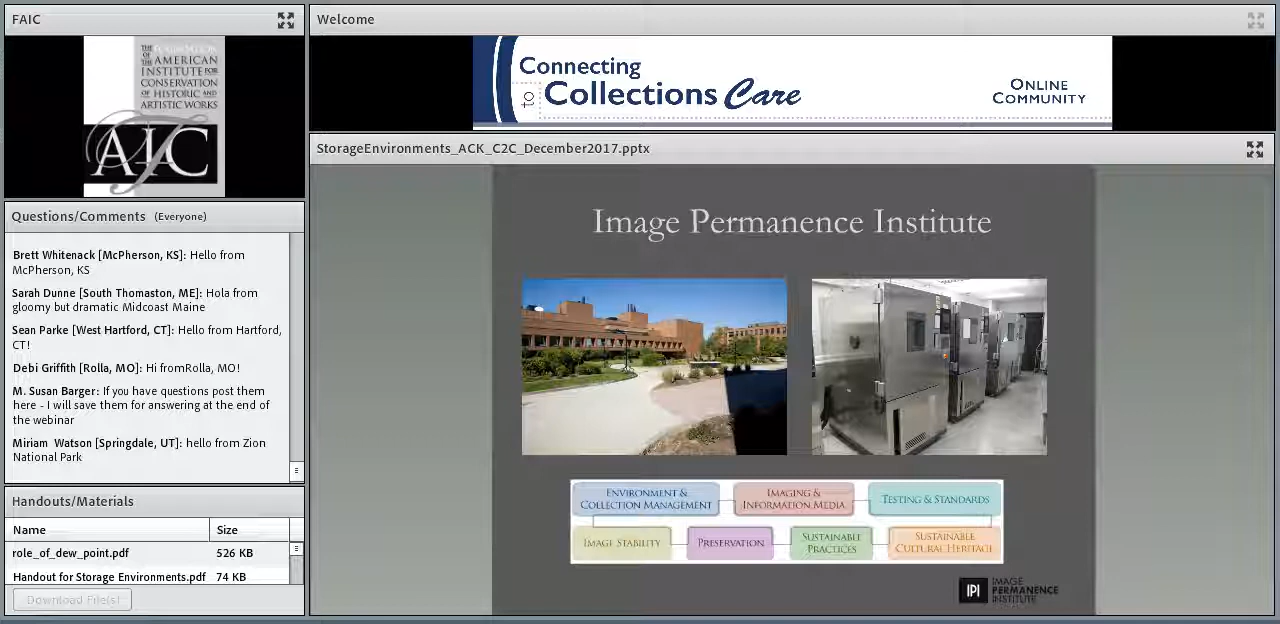 FAIC
THE FOUNDATION
OF THE AMERICAN
INSTITUTE FOR
CONSERVATION
OF HISTORIC AND
ARTISTIC WORKS
AIC
Questions/Comments (Everyone)
Brett Whitenack [McPherson, KS]: Hello from
McPherson, KS
Sarah Dunne [South Thomaston, ME]: Hola from
gloomy but dramatic Midcoast Maine
Sean Parke [West Hartford, CT]: Hello from Hartford,
CT!
Debi Griffith [Rolla, MO]: Hi fromRolla, MO!
M. Susan Barger: If you have questions post them
here - I will save them for answering at the end of
the webinar
Miriam Watson [Springdale, UT]: hello from Zion
National Park
Handouts/Materials
Name Size
role_of_dew_point.pdf 526 KB
Handout for Storage Environments.pdf 74 KB
Download File(s)
Welcome
Connecting
to Collections Care
ONLINE
COMMUNITY
StorageEnvironments_ACK_C2C_December2017.pptx
Image Permanence Institute
ENVIRONMENT &
COLLECTION MANAGEMENT
IMAGING &
INFORMATION MEDIA
TESTING & STANDARDS
IMAGE STABILITY
PRESERVATION
SUSTAINABLE
PRACTICES
SUSTAINABLE
CULTURAL HERITAGE
IPI
IMAGE
PERMANENCE
INSTITUTE